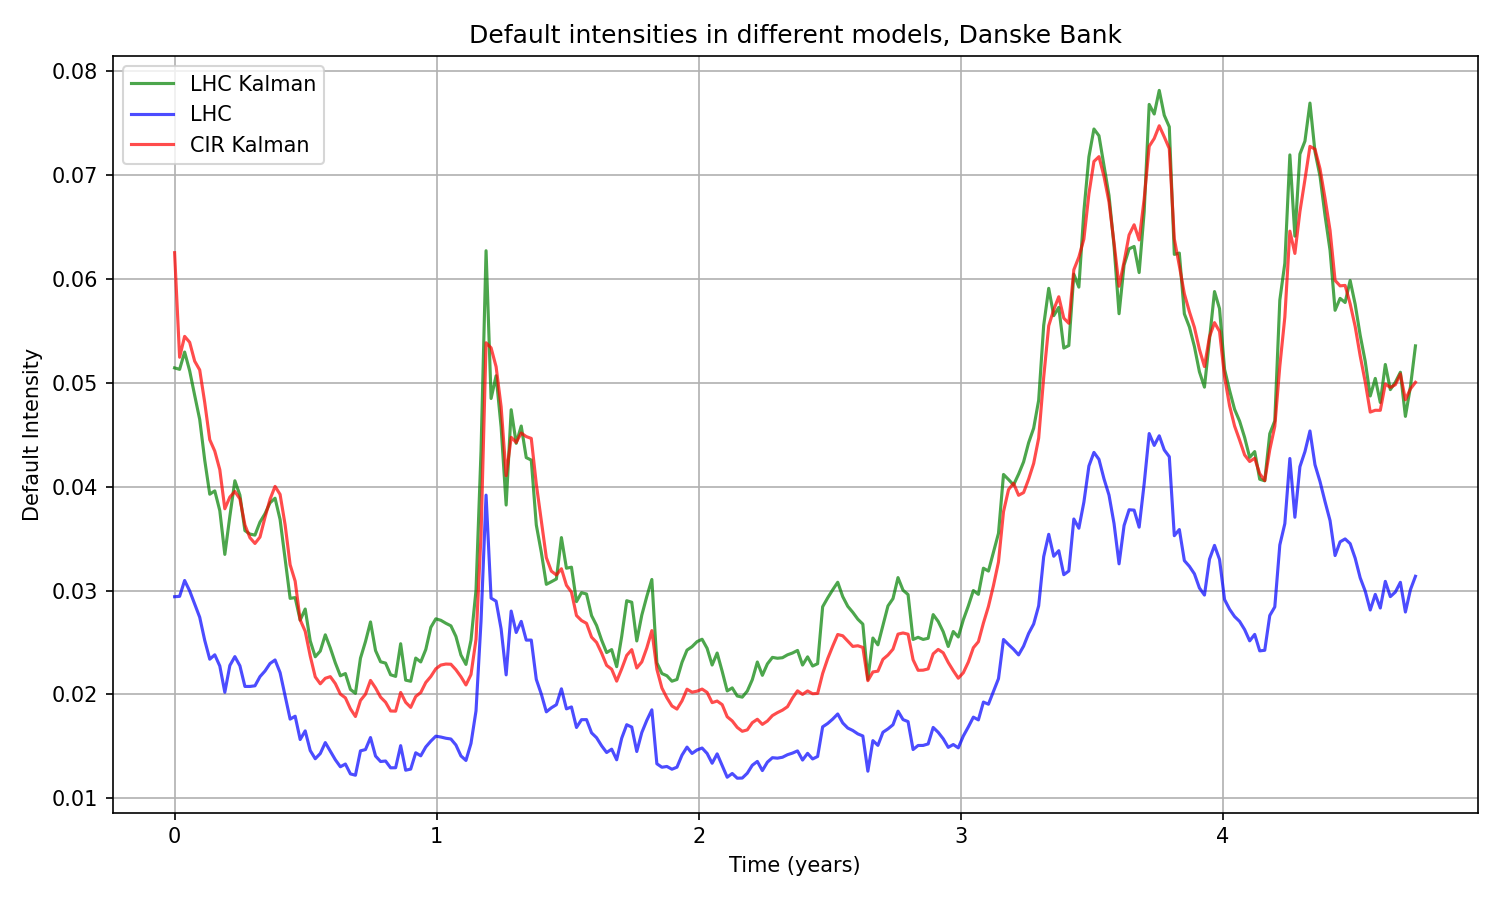 Default intensities in different models, Danske Bank
LHC Kalman
LHC
CIR Kalman
0.08
0.07
0.06
0.05
0.04
0.03
0.02
0.01
Default Intensity
0 1 2 3 4
Time (years)